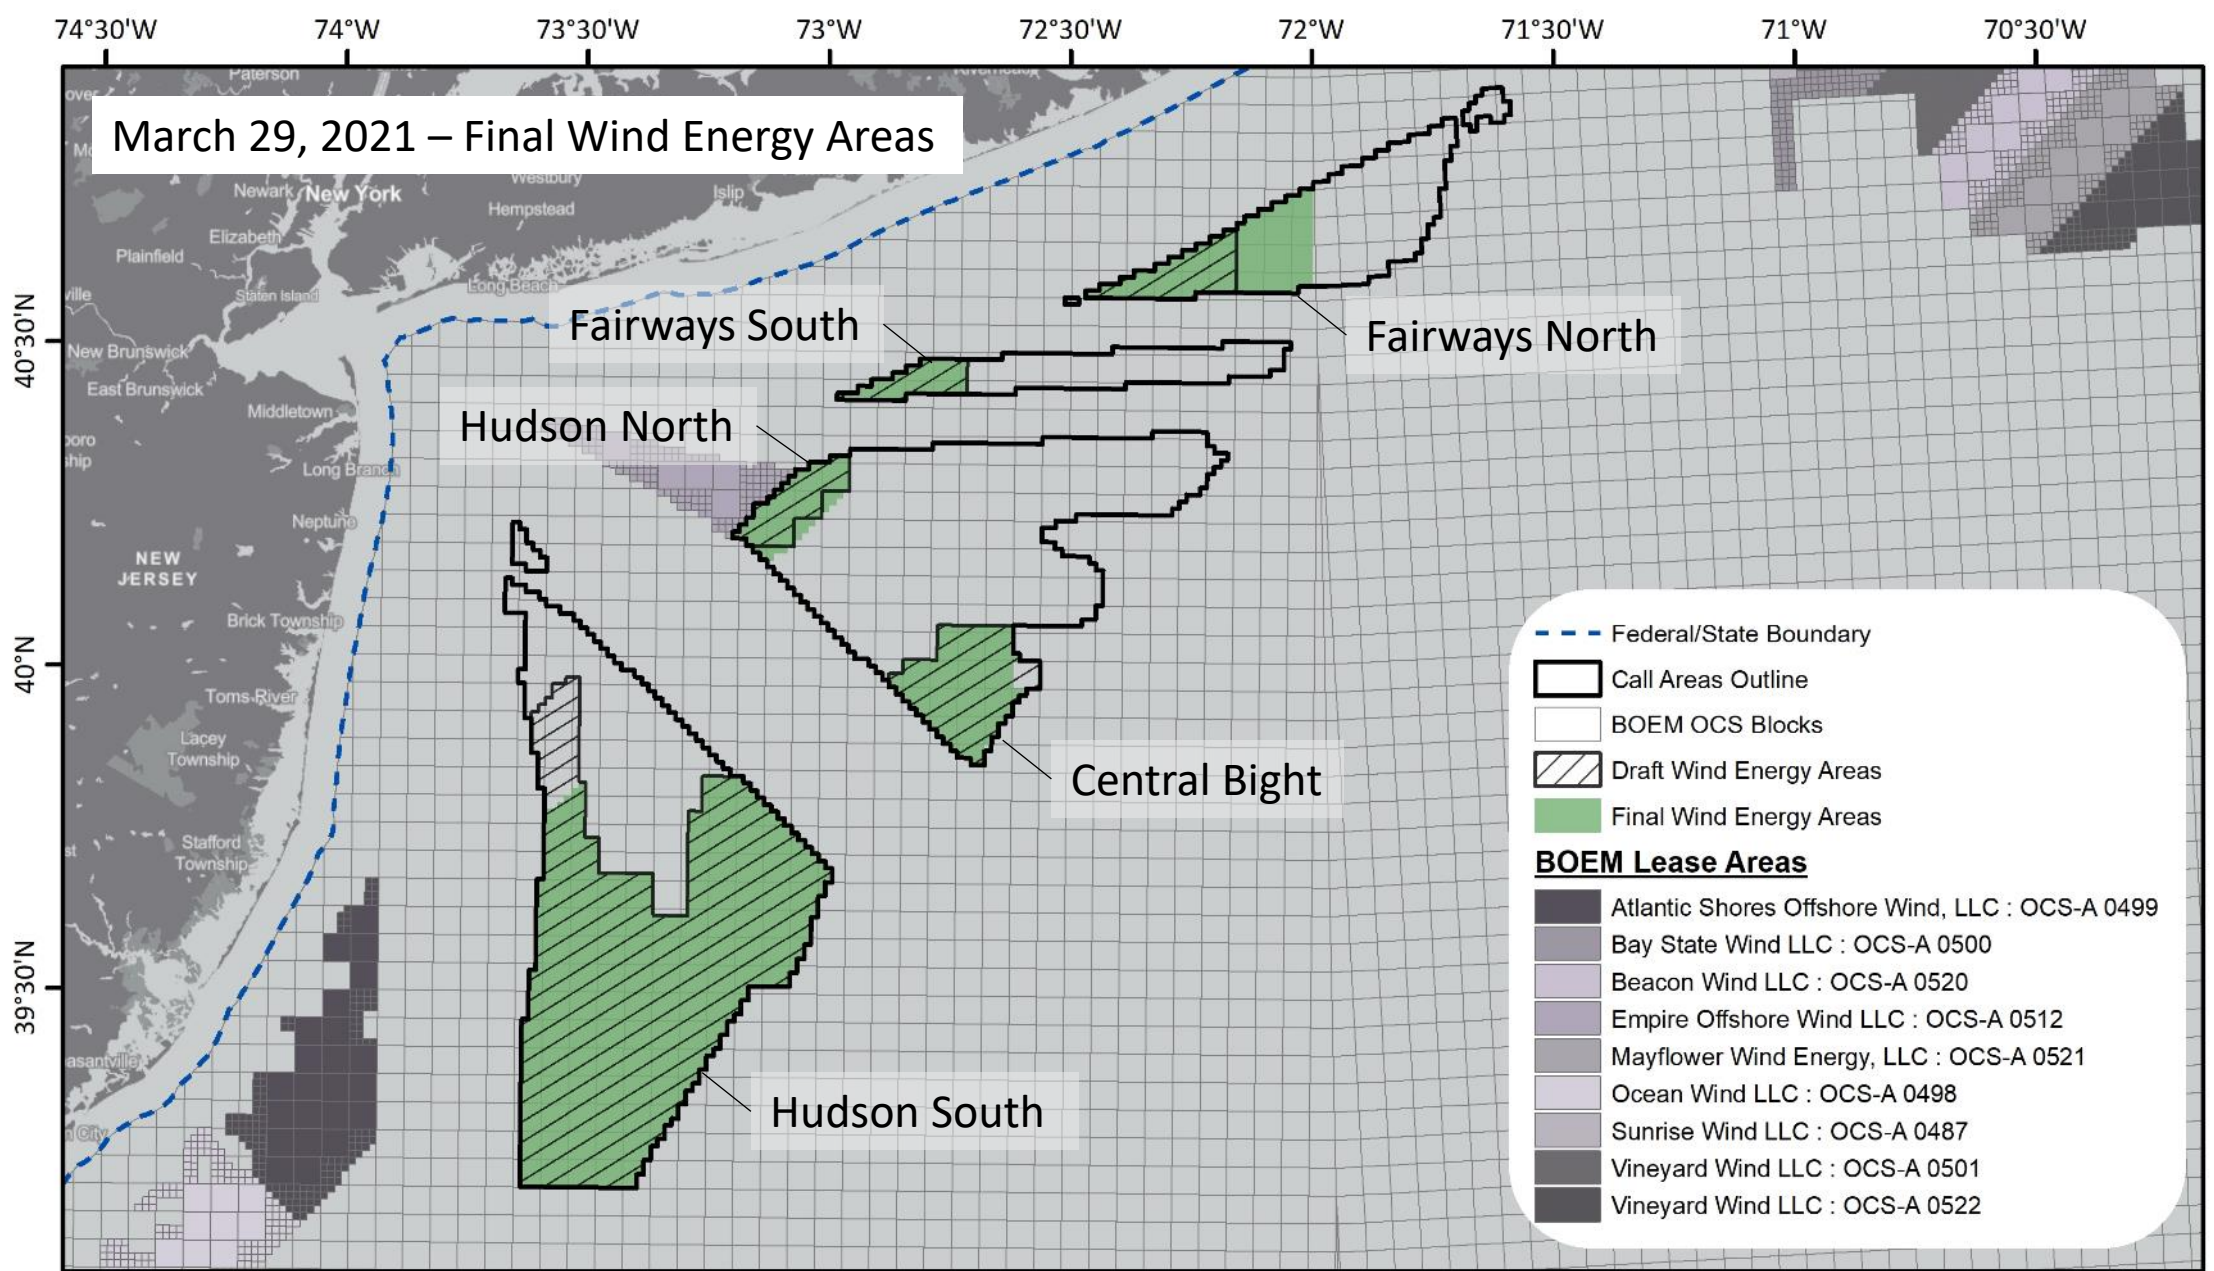 74°30'W 74°W 73°30'W 73°W 72°30'W 72°W 71°30'W 71°W 70°30'W
Paterson
March 29, 2021 – Final Wind Energy Areas
Westbury
Newark
New York
Islip
Hempstead
Elizabeth
Plainfield
Long Beach
Staten Island
Fairways South
Fairways North
40°30'N
New Brunswick
East Brunswick
Middletown
Hudson North
Long Branch
Neptune
NEW
JERSEY
Brick Township
40°N
Toms River
Lacey
Township
Central Bight
Stafford
Township
39°30'N
Hudson South
Federal/State Boundary
Call Areas Outline
BOEM OCS Blocks
Draft Wind Energy Areas
Final Wind Energy Areas
BOEM Lease Areas
Atlantic Shores Offshore Wind, LLC : OCS-A 0499
Bay State Wind LLC : OCS-A 0500
Beacon Wind LLC : OCS-A 0520
Empire Offshore Wind LLC : OCS-A 0512
Mayflower Wind Energy, LLC : OCS-A 0521
Ocean Wind LLC : OCS-A 0498
Sunrise Wind LLC : OCS-A 0487
Vineyard Wind LLC : OCS-A 0501
Vineyard Wind LLC : OCS-A 0522